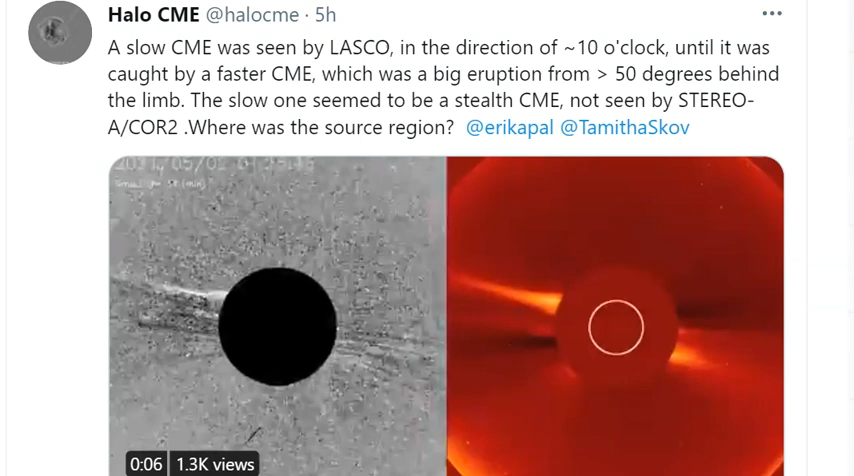 Halo CME @halocme · 5h
A slow CME was seen by LASCO, in the direction of ~10 o'clock, until it was
caught by a faster CME, which was a big eruption from > 50 degrees behind
the limb. The slow one seemed to be a stealth CME, not seen by STEREO-
A/COR2 .Where was the source region? @erikapal @TamithaSkov
0:06 1.3K views